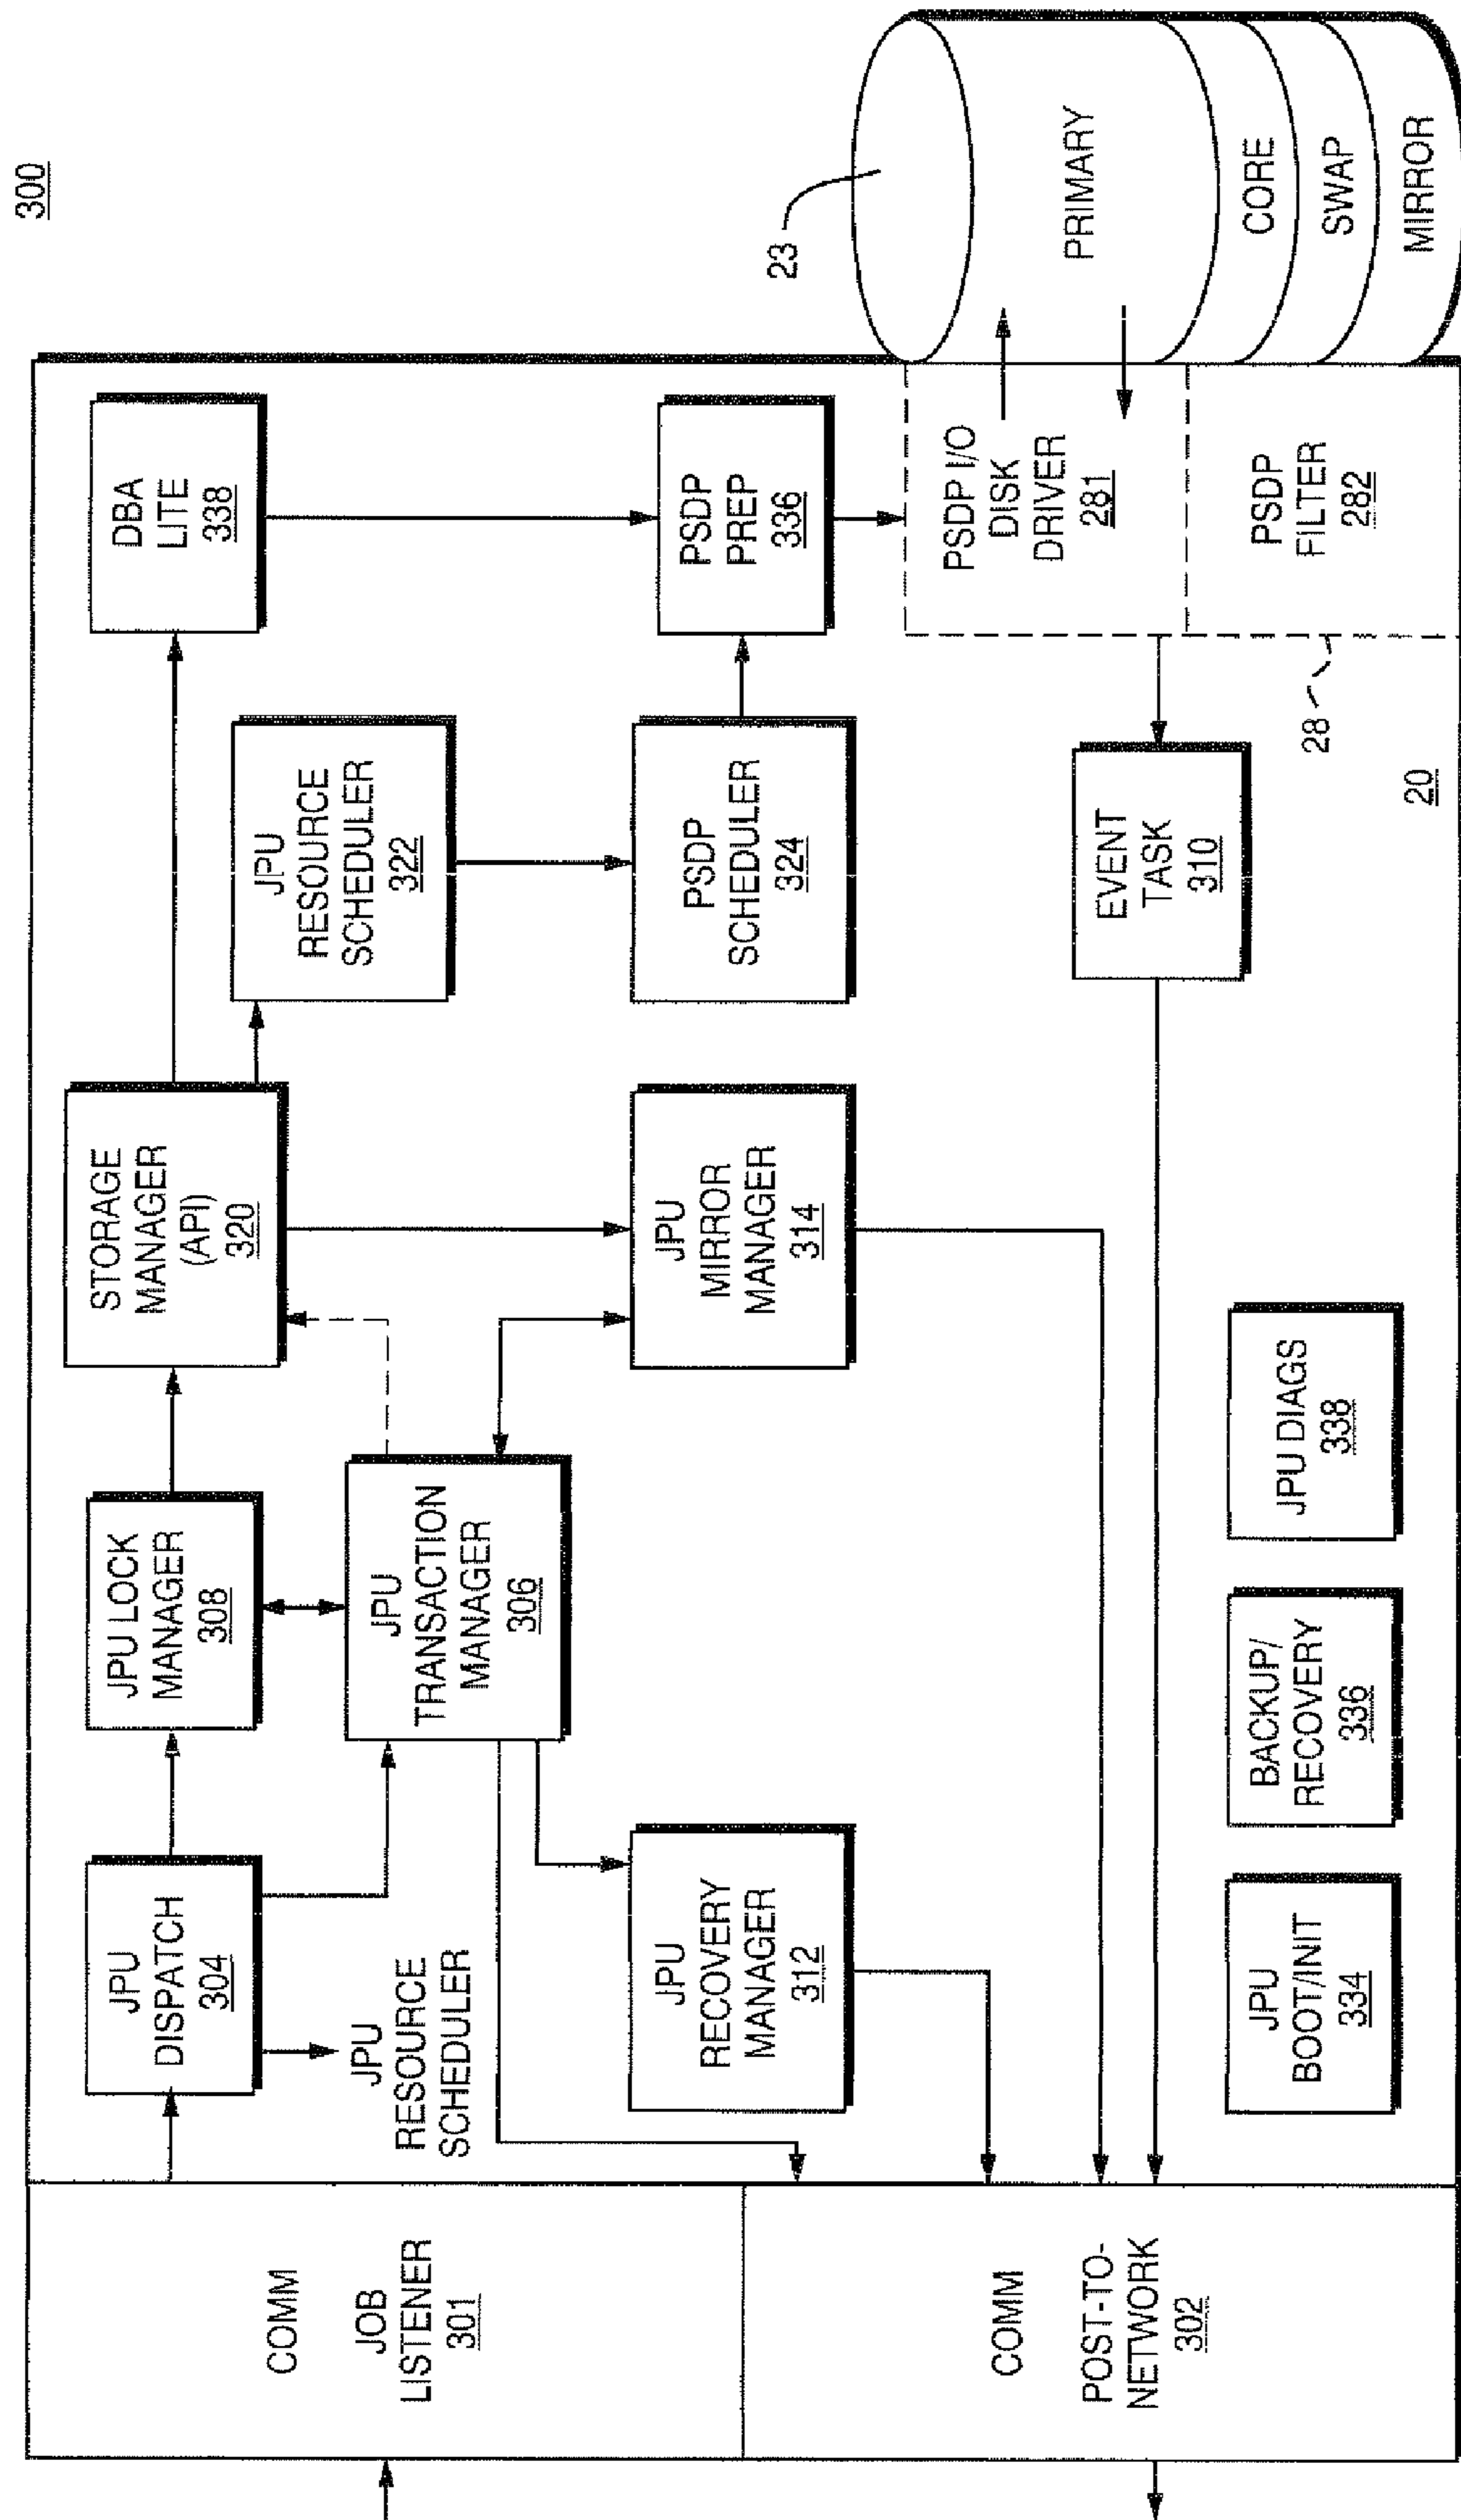 300
COMM
JOB
LISTENER
301
COMM
POST-TO-
NETWORK
302
JPU
DISPATCH
304
JPU
RESOURCE
SCHEDULER
JPU LOCK
MANAGER
308
JPU
TRANSACTION
MANAGER
306
JPU
RECOVERY
MANAGER
312
STORAGE
MANAGER
(API)
320
JPU
MIRROR
MANAGER
314
JPU
RESOURCE
SCHEDULER
322
PSDP
SCHEDULER
324
DBA
LITE
338
PSDP
PREP
336
PSDP I/O
DISK
DRIVER
281
PSDP
FILTER
282
EVENT
TASK
310
28
20
JPU
BOOT/INIT
334
BACKUP/
RECOVERY
336
JPU DIAGS
338
23
PRIMARY
CORE
SWAP
MIRROR